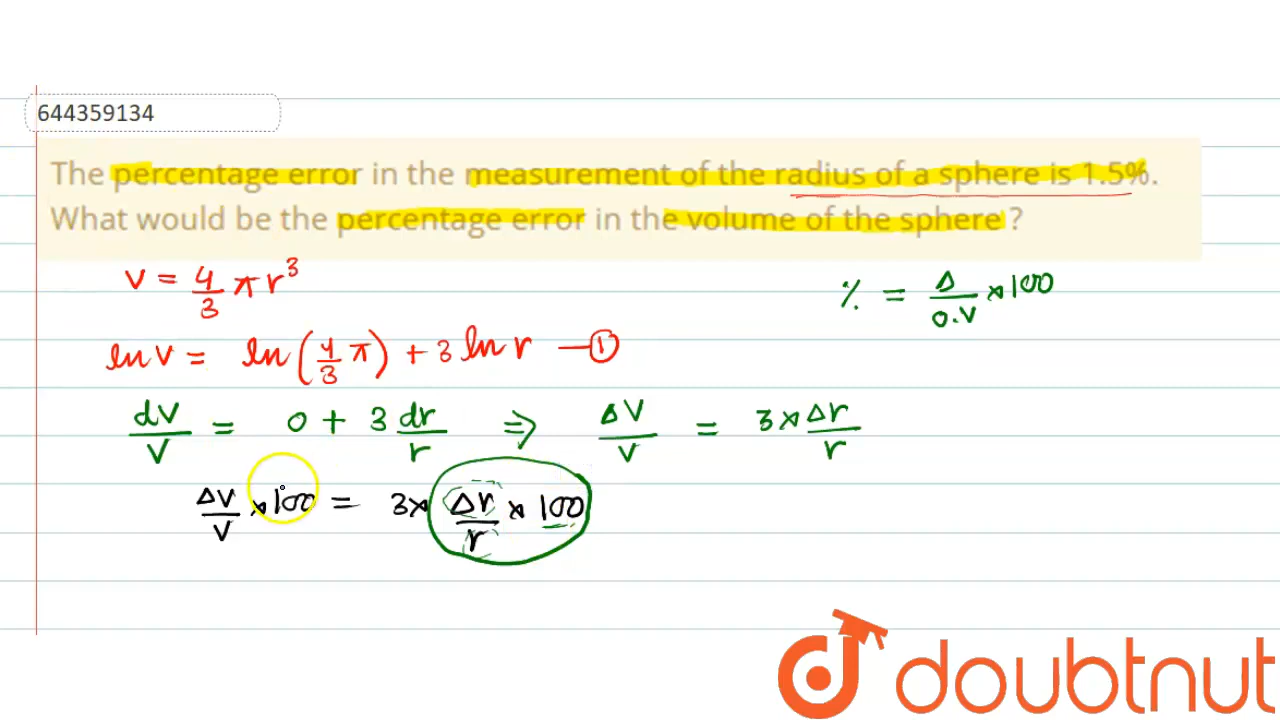 644359134
The percentage error in the measurement of the radius of a sphere is 1.5%.
What would be the percentage error in the volume of the sphere ?
V = 4/3 π r³
% = Δ/O.V × 100
ln V = ln(4/3 π) + 3 ln r — ①
dV/V = 0 + 3 dr/r ⇒ ΔV/V = 3 × Δr/r
ΔV/V × 100 = 3 × Δr/r × 100
doubtnut